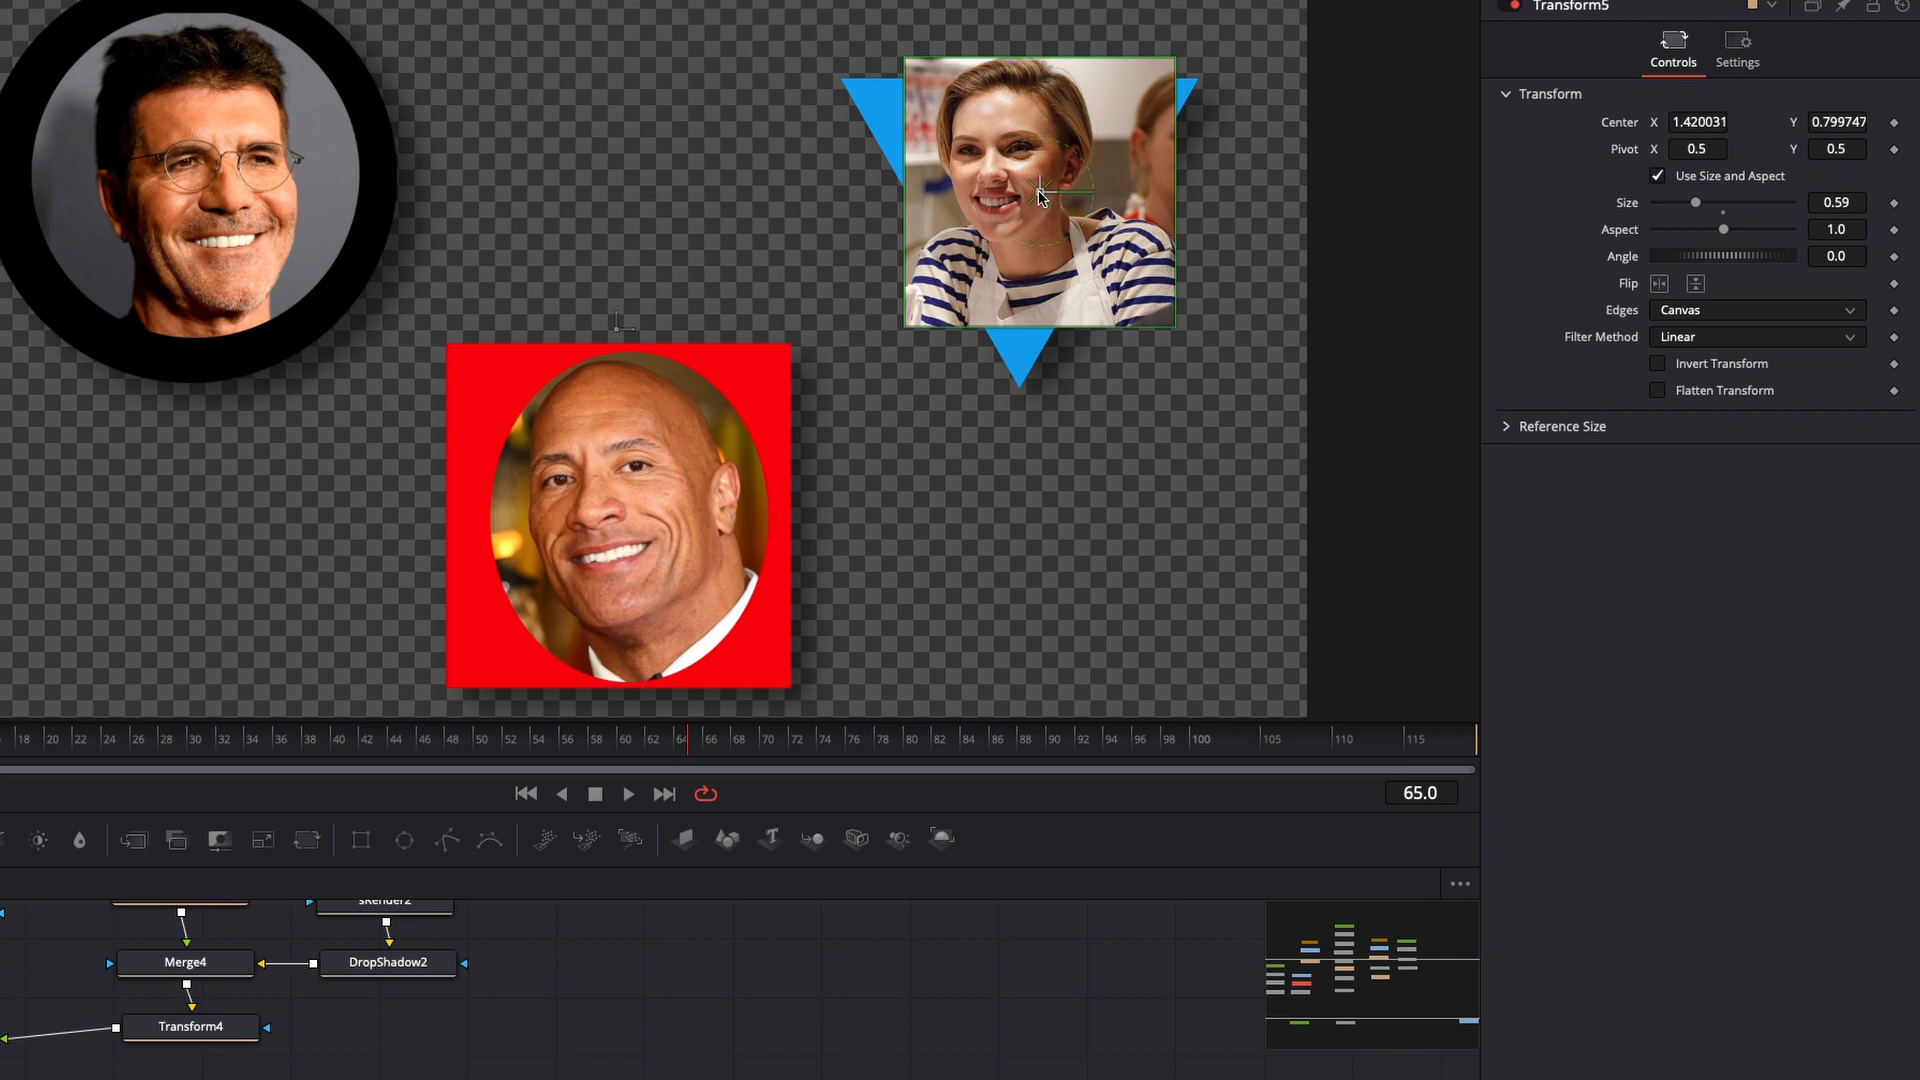 Transform5
Controls Settings
Transform
Center X 1.420031 Y 0.799747
Pivot X 0.5 Y 0.5
Use Size and Aspect
Size 0.59
Aspect 1.0
Angle 0.0
Flip
Edges Canvas
Filter Method Linear
Invert Transform
Flatten Transform
Reference Size
18 20 22 24 26 28 30 32 34 36 38 40 42 44 46 48 50 52 54 56 58 60 62 64 66 68 70 72 74 76 78 80 82 84 86 88 90 92 94 96 98 100 105 110 115
65.0
sRender2
Merge4 DropShadow2
Transform4